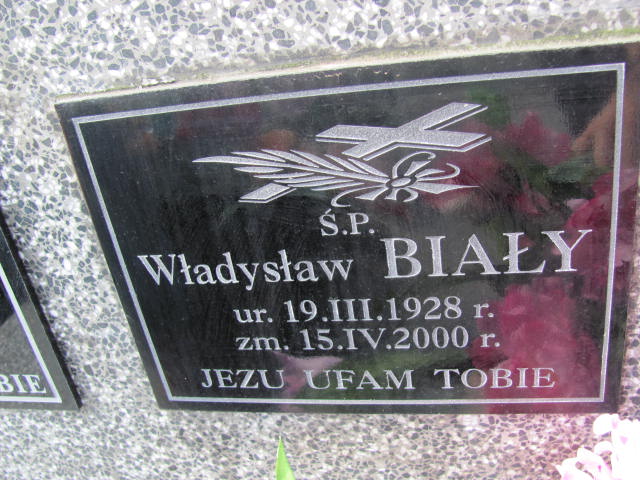 Ś.P.
Władysław BIAŁY
ur. 19.III.1928 r.
zm. 15.IV.2000 r.
JEZU UFAM TOBIE